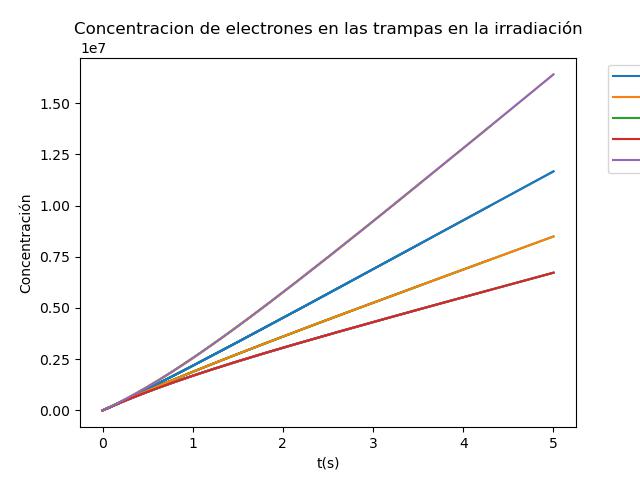 Concentracion de electrones en las trampas en la irradiación
1e7
1.50
1.25
1.00
0.75
0.50
0.25
0.00
Concentración
0 1 2 3 4 5
t(s)